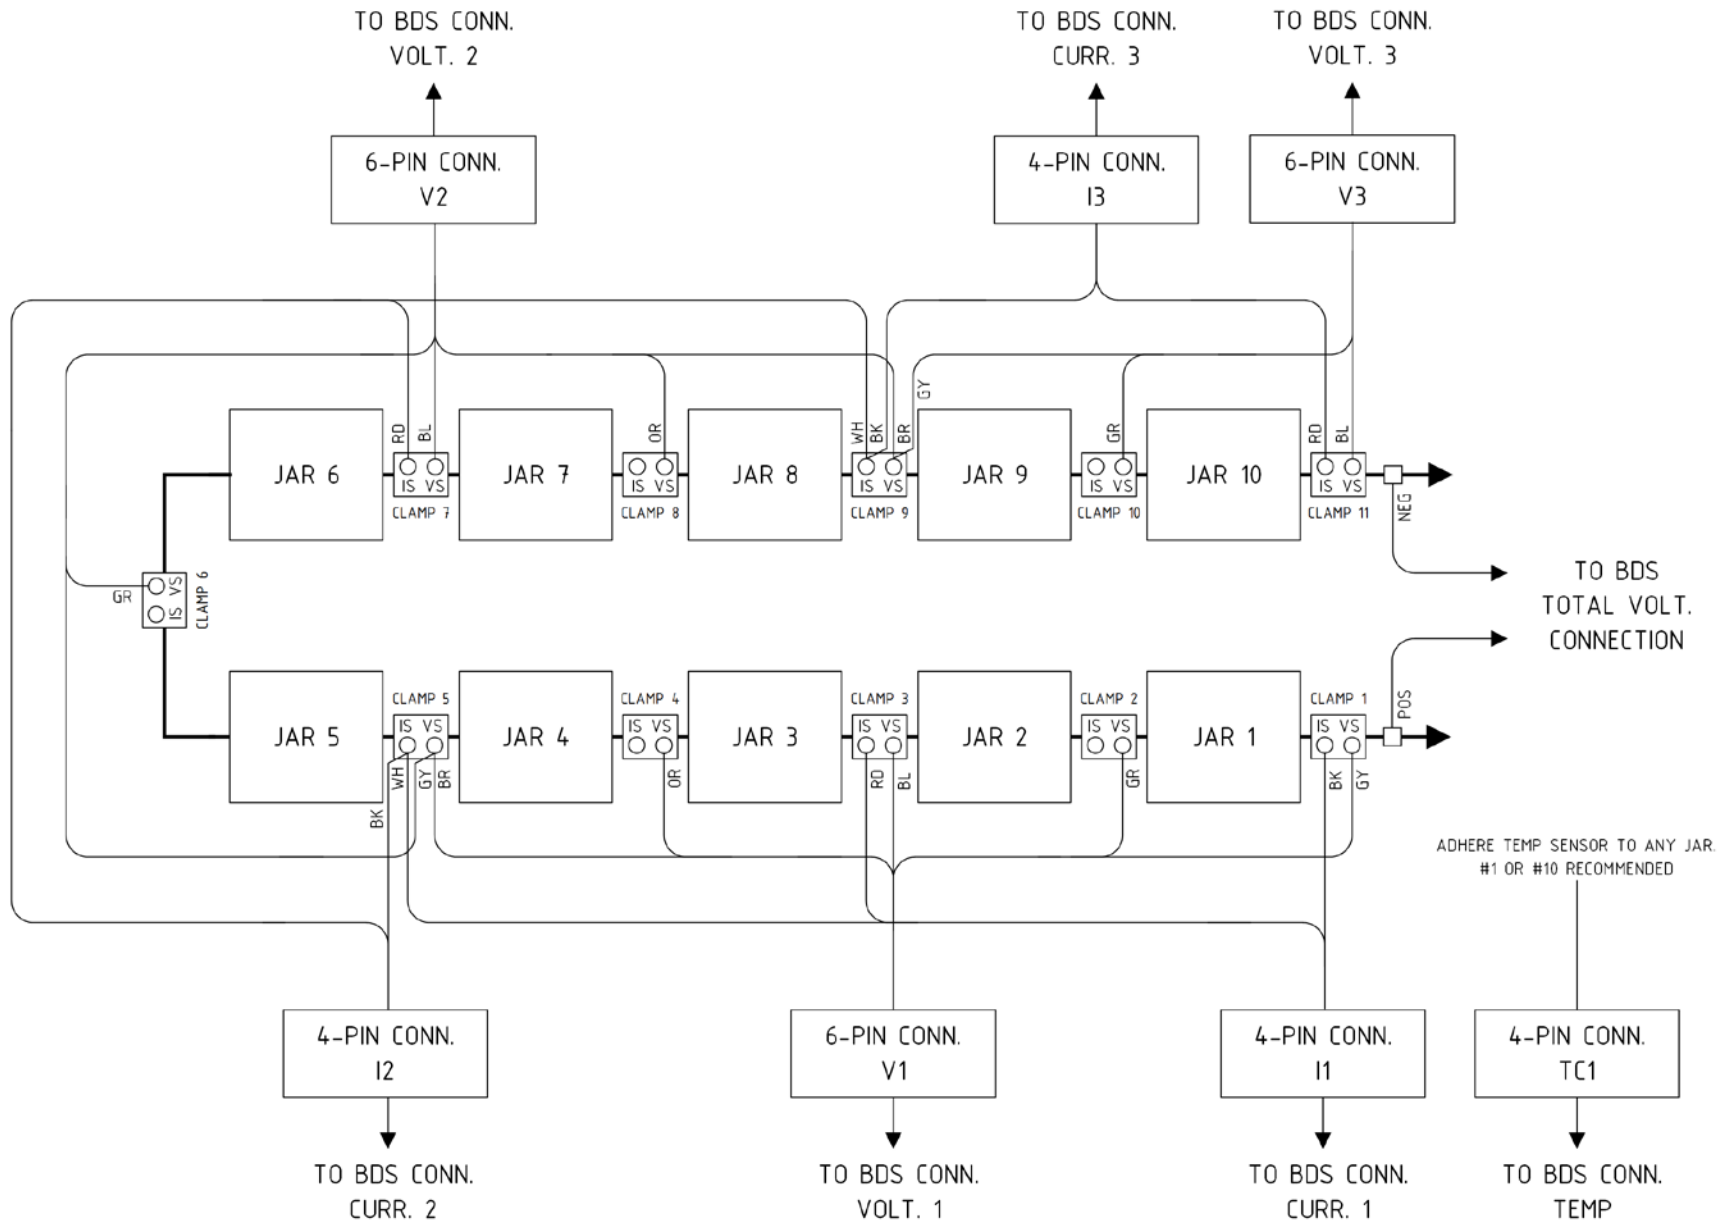 TO BDS CONN.
VOLT. 2
TO BDS CONN.
CURR. 3
TO BDS CONN.
VOLT. 3
6-PIN CONN.
V2
4-PIN CONN.
I3
6-PIN CONN.
V3
RD
BL
OR
WH
BK
BR
GY
GR
RD
BL
JAR 6
JAR 7
JAR 8
JAR 9
JAR 10
IS VS
IS VS
IS VS
IS VS
IS VS
CLAMP 7
CLAMP 8
CLAMP 9
CLAMP 10
CLAMP 11
NEG
GR
VS
IS
CLAMP 6
TO BDS
TOTAL VOLT.
CONNECTION
POS
CLAMP 5
CLAMP 4
CLAMP 3
CLAMP 2
CLAMP 1
IS VS
IS VS
IS VS
IS VS
IS VS
JAR 5
JAR 4
JAR 3
JAR 2
JAR 1
BK
WH
GY
BR
OR
RD
BL
GR
BK
GY
ADHERE TEMP SENSOR TO ANY JAR.
#1 OR #10 RECOMMENDED
4-PIN CONN.
I2
6-PIN CONN.
V1
4-PIN CONN.
I1
4-PIN CONN.
TC1
TO BDS CONN.
CURR. 2
TO BDS CONN.
VOLT. 1
TO BDS CONN.
CURR. 1
TO BDS CONN.
TEMP